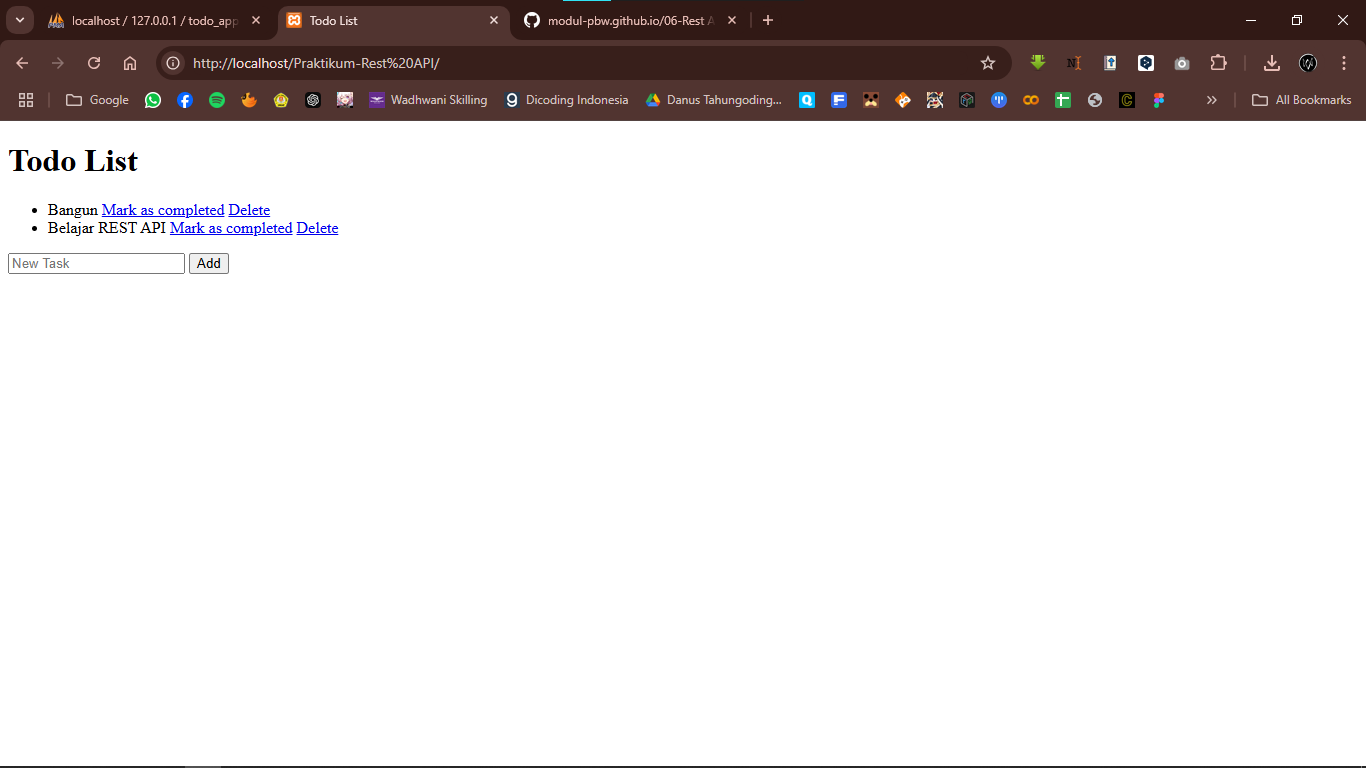 localhost / 127.0.0.1 / todo_app
Todo List
modul-pbw.github.io/06-Rest A
http://localhost/Praktikum-Rest%20API/
Google
Wadhwani Skilling
Dicoding Indonesia
Danus Tahungoding...
All Bookmarks
Todo List
Bangun Mark as completed Delete
Belajar REST API Mark as completed Delete
New Task Add